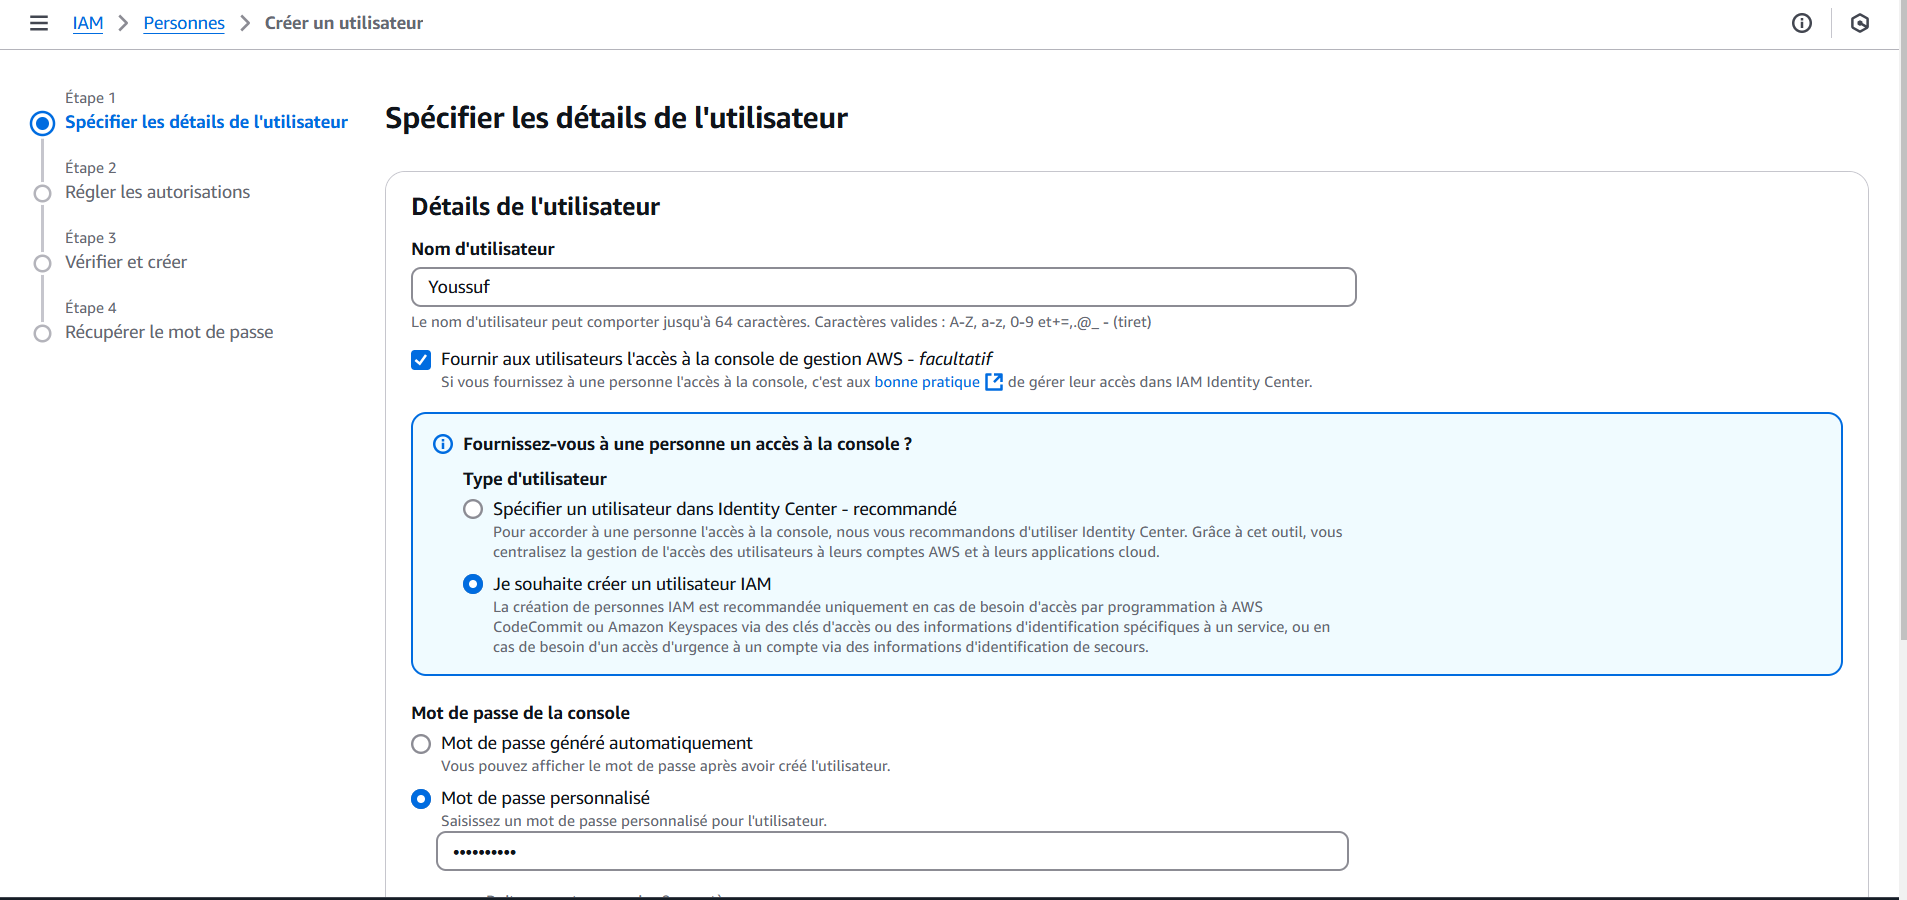 IAM > Personnes > Créer un utilisateur
Étape 1
Spécifier les détails de l'utilisateur
Étape 2
Régler les autorisations
Étape 3
Vérifier et créer
Étape 4
Récupérer le mot de passe
Spécifier les détails de l'utilisateur
Détails de l'utilisateur
Nom d'utilisateur
Youssuf
Le nom d'utilisateur peut comporter jusqu'à 64 caractères. Caractères valides : A-Z, a-z, 0-9 et+=,.@_ - (tiret)
Fournir aux utilisateurs l'accès à la console de gestion AWS - facultatif
Si vous fournissez à une personne l'accès à la console, c'est aux bonne pratique de gérer leur accès dans IAM Identity Center.
Fournissez-vous à une personne un accès à la console ?
Type d'utilisateur
Spécifier un utilisateur dans Identity Center - recommandé
Pour accorder à une personne l'accès à la console, nous vous recommandons d'utiliser Identity Center. Grâce à cet outil, vous
centralisez la gestion de l'accès des utilisateurs à leurs comptes AWS et à leurs applications cloud.
Je souhaite créer un utilisateur IAM
La création de personnes IAM est recommandée uniquement en cas de besoin d'accès par programmation à AWS
CodeCommit ou Amazon Keyspaces via des clés d'accès ou des informations d'identification spécifiques à un service, ou en
cas de besoin d'un accès d'urgence à un compte via des informations d'identification de secours.
Mot de passe de la console
Mot de passe généré automatiquement
Vous pouvez afficher le mot de passe après avoir créé l'utilisateur.
Mot de passe personnalisé
Saisissez un mot de passe personnalisé pour l'utilisateur.
••••••••••